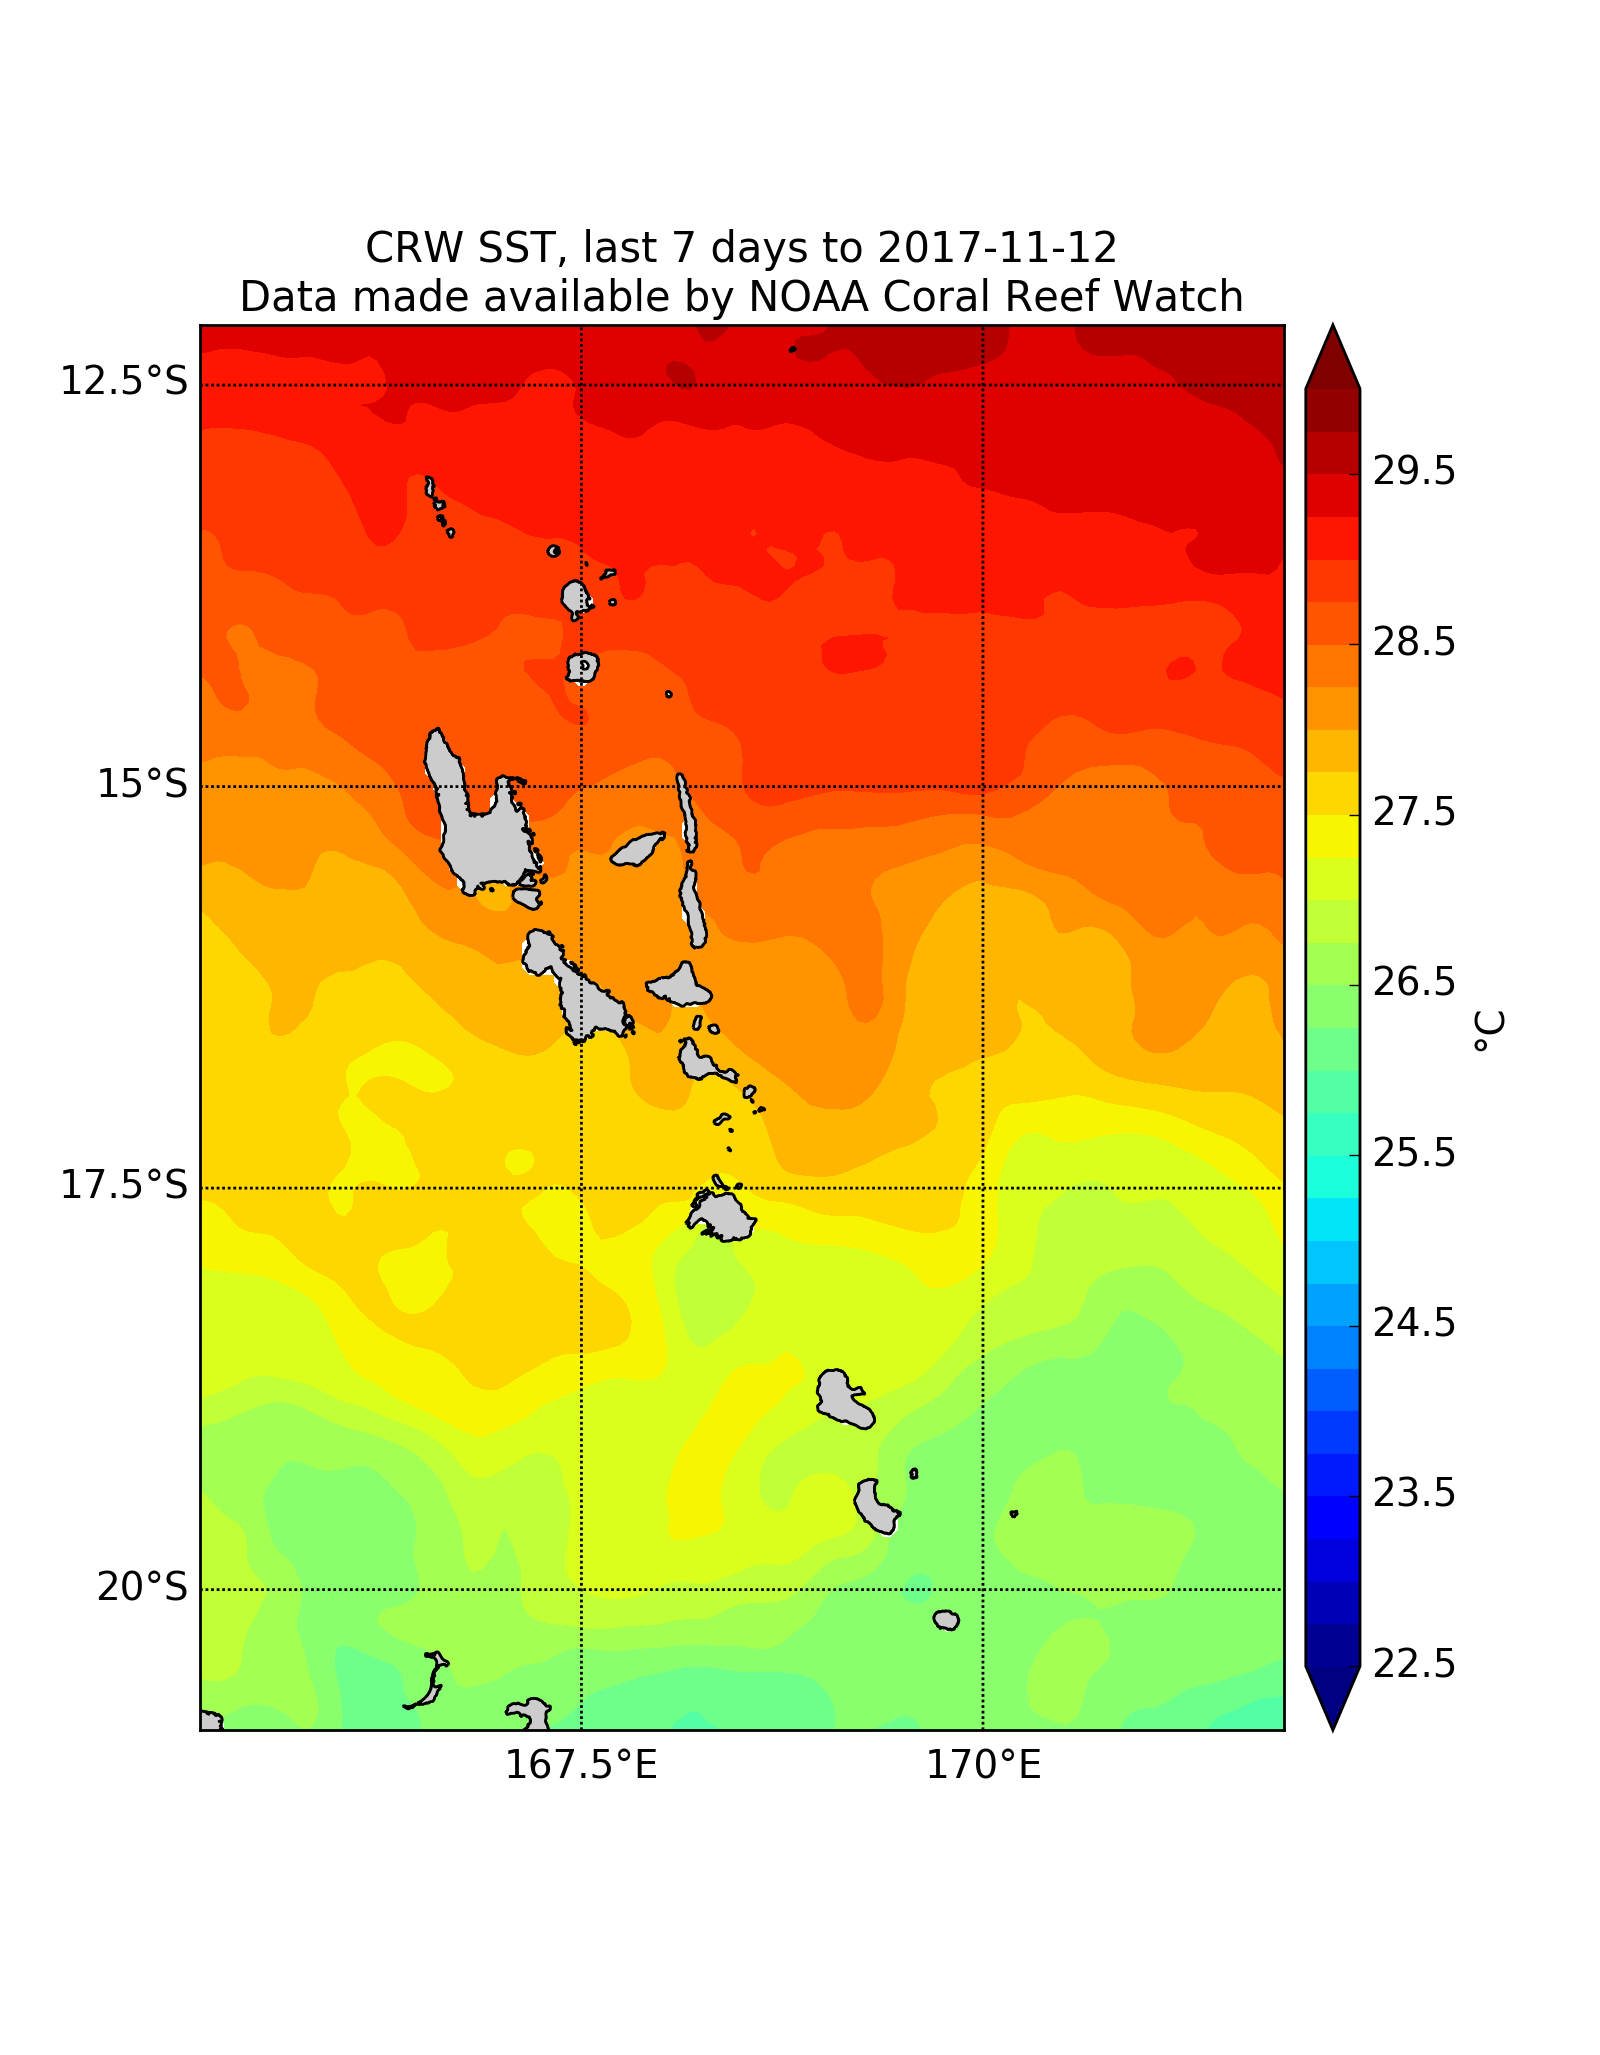 CRW SST, last 7 days to 2017-11-12
Data made available by NOAA Coral Reef Watch
12.5°S
15°S
17.5°S
20°S
167.5°E
170°E
29.5
28.5
27.5
26.5
25.5
24.5
23.5
22.5
°C